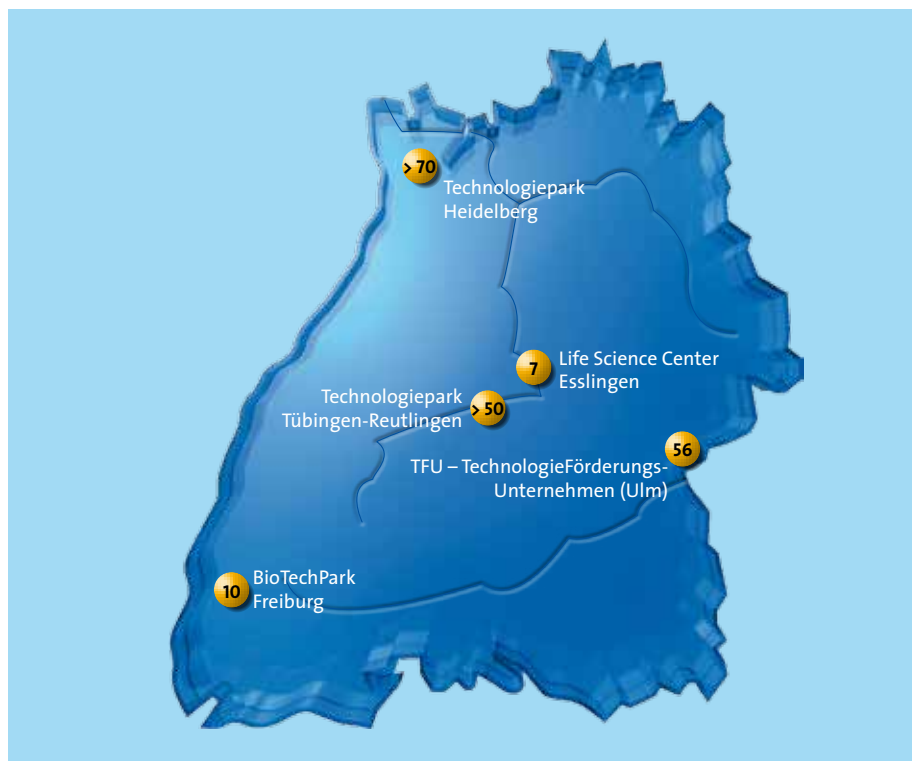 > 70
Technologiepark
Heidelberg
7
Life Science Center
Esslingen
Technologiepark
Tübingen-Reutlingen
> 50
56
TFU – TechnologieFörderungs-
Unternehmen (Ulm)
10
BioTechPark
Freiburg